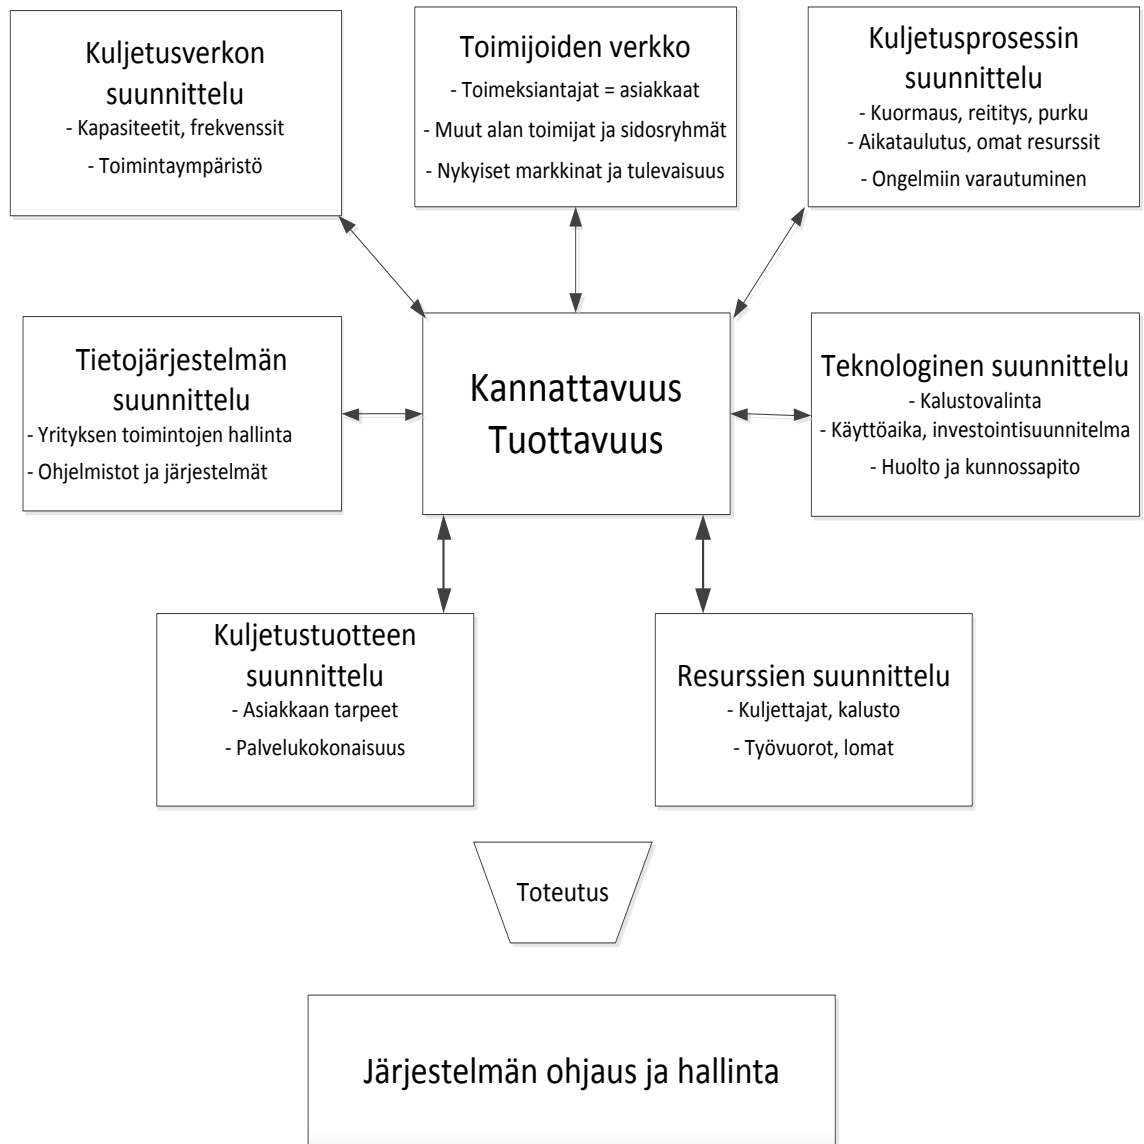 Kuljetusverkon
suunnittelu
- Kapasiteetit, frekvenssit
- Toimintaympäristö
Toimijoiden verkko
- Toimeksiantajat = asiakkaat
- Muut alan toimijat ja sidosryhmät
- Nykyiset markkinat ja tulevaisuus
Kuljetusprosessin
suunnittelu
- Kuormaus, reititys, purku
- Aikataulutus, omat resurssit
- Ongelmiin varautuminen
Tietojärjestelmän
suunnittelu
- Yrityksen toimintojen hallinta
- Ohjelmistot ja järjestelmät
Kannattavuus
Tuottavuus
Teknologinen suunnittelu
- Kalustovalinta
- Käyttöaika, investointisuunnitelma
- Huolto ja kunnossapito
Kuljetustuotteen
suunnittelu
- Asiakkaan tarpeet
- Palvelukokonaisuus
Resurssien suunnittelu
- Kuljettajat, kalusto
- Työvuorot, lomat
Toteutus
Järjestelmän ohjaus ja hallinta